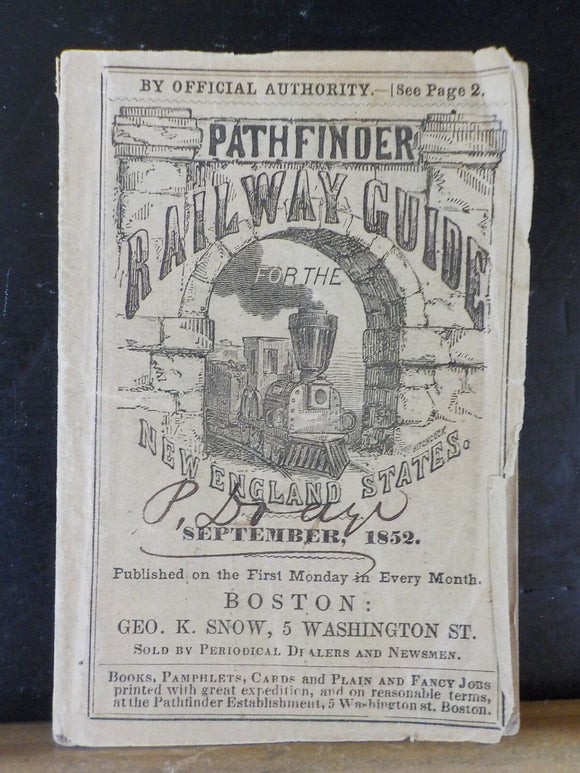 BY OFFICIAL AUTHORITY.—[See Page 2.
PATHFINDER
RAILWAY GUIDE
FOR THE
HITCHCOCK
NEW ENGLAND STATES.
SEPTEMBER, 1852.
Published on the First Monday in Every Month.
BOSTON:
GEO. K. SNOW, 5 WASHINGTON ST.
SOLD BY PERIODICAL DEALERS AND NEWSMEN.
BOOKS, PAMPHLETS, CARDS and PLAIN AND FANCY JOBS
printed with great expedition, and on reasonable terms,
at the Pathfinder Establishment, 5 Washington st. Boston.